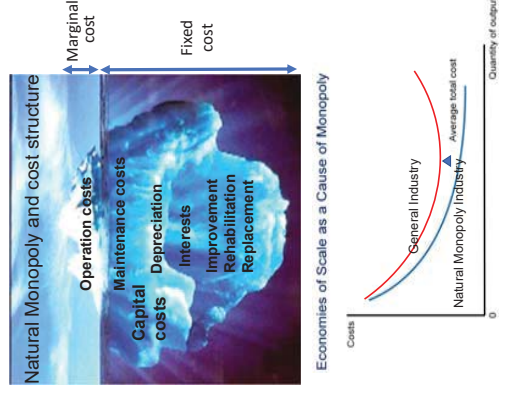 Natural Monopoly and cost structure
Marginal
cost
Operation costs
Fixed
cost
Maintenance costs
Capital
costs
Depreciation
Interests
Improvement
Rehabilitation
Replacement
Economies of Scale as a Cause of Monopoly
Costs
General Industry
Average total cost
Natural Monopoly Industry
0
Quantity of output